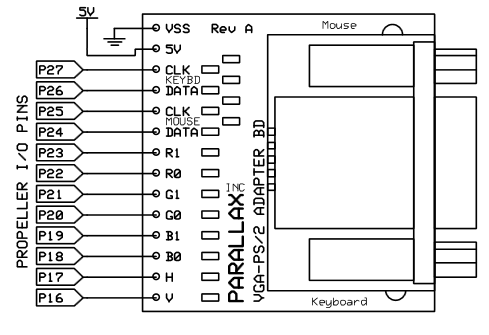 5V
VSS Rev A Mouse
5V
P27 CLK
KEYBD
P26 DATA
P25 CLK
MOUSE
P24 DATA
P23 R1
P22 R0
P21 G1
P20 G0
P19 B1
P18 B0
P17 H
P16 V
PROPELLER I/O PINS
PARALLAX INC
VGA-PS/2 ADAPTER BD
Keyboard